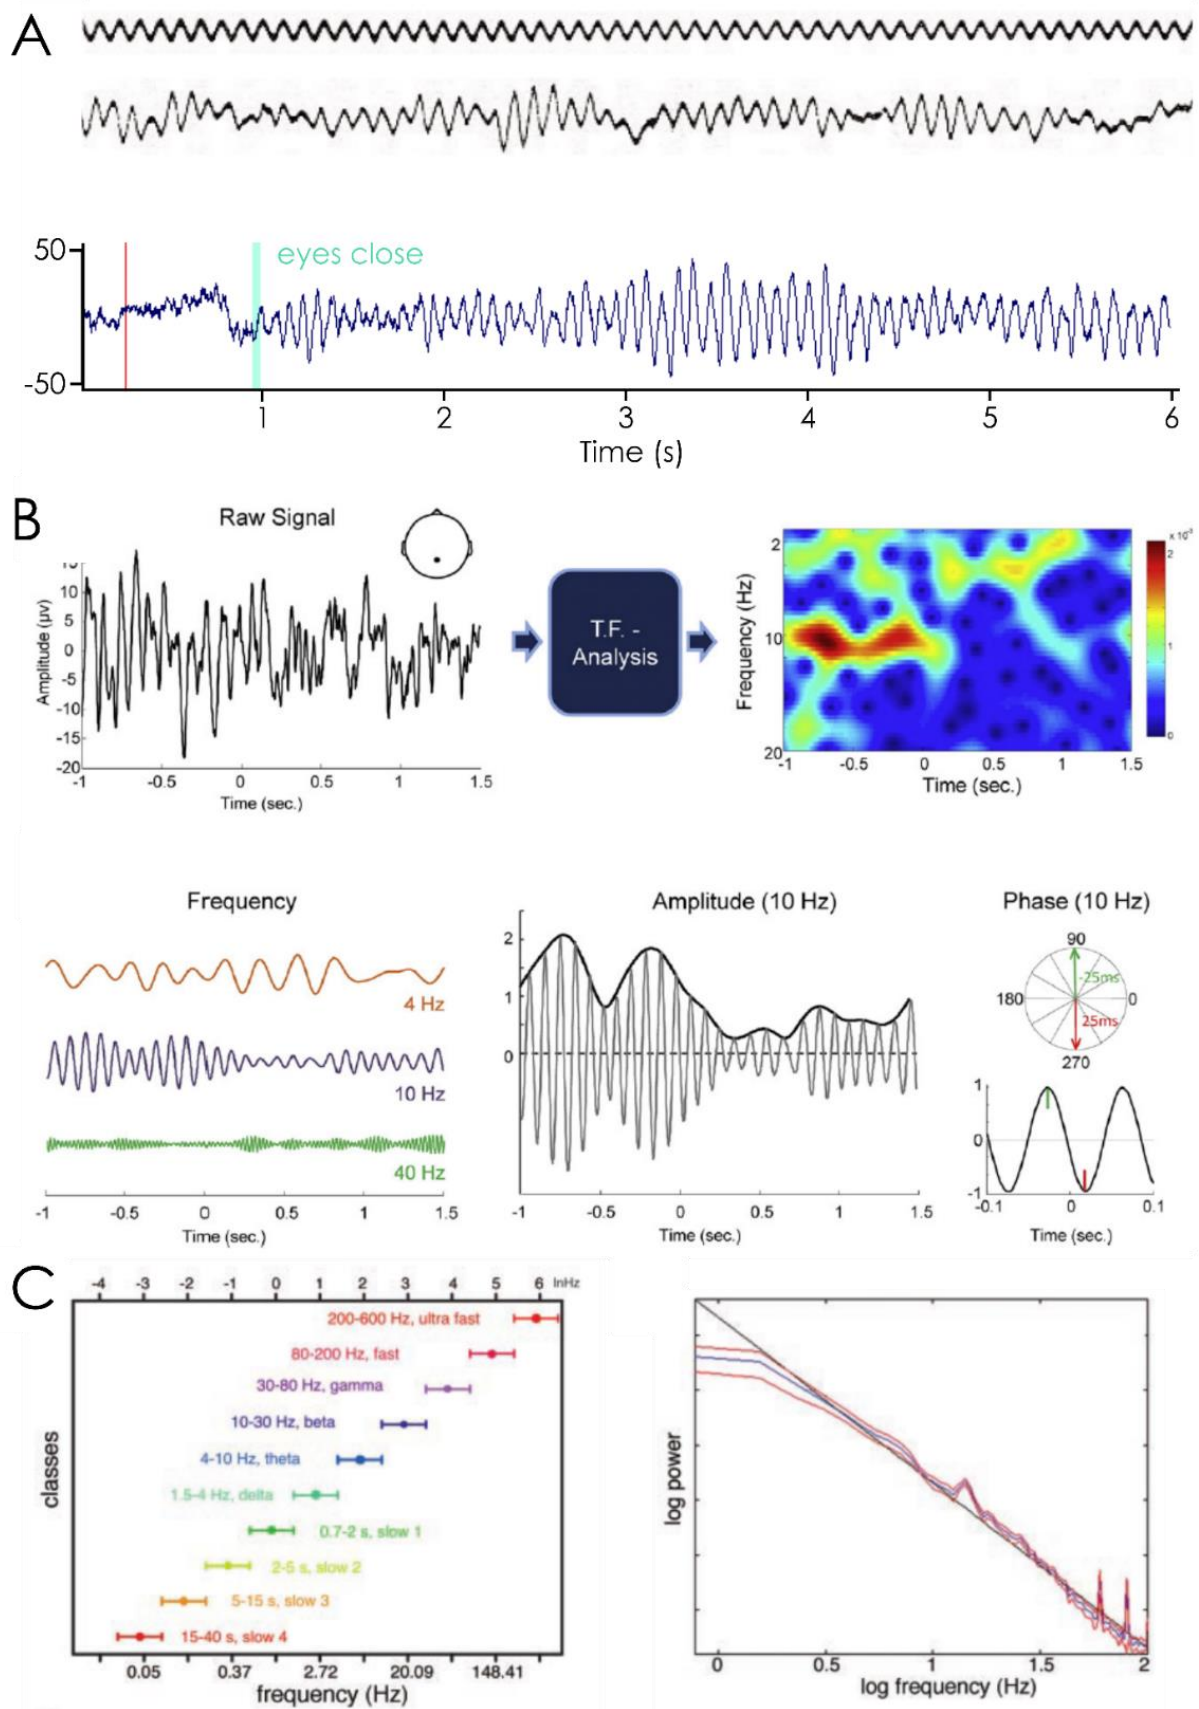 A
50
eyes close
-50
1 2 3 4 5 6
Time (s)
B
Raw Signal
15
10
5
0
-5
-10
-15
-20
Amplitude (μv)
-1 -0.5 0 0.5 1 1.5
Time (sec.)
T.F. -
Analysis
2
10
20
Frequency (Hz)
-1 -0.5 0 0.5 1 1.5
Time (sec.)
x 10⁻³
2
1
0
Frequency
4 Hz
10 Hz
40 Hz
-1 -0.5 0 0.5 1 1.5
Time (sec.)
Amplitude (10 Hz)
2
1
0
-1 -0.5 0 0.5 1 1.5
Time (sec.)
Phase (10 Hz)
90
-25ms
180 0
25ms
270
1
0
-1
-0.1 0 0.1
Time (sec.)
C
-4 -3 -2 -1 0 1 2 3 4 5 6 lnHz
200-600 Hz, ultra fast
80-200 Hz, fast
30-80 Hz, gamma
10-30 Hz, beta
4-10 Hz, theta
1.5-4 Hz, delta
0.7-2 s, slow 1
2-5 s, slow 2
5-15 s, slow 3
15-40 s, slow 4
classes
0.05 0.37 2.72 20.09 148.41
frequency (Hz)
log power
0 0.5 1 1.5 2
log frequency (Hz)